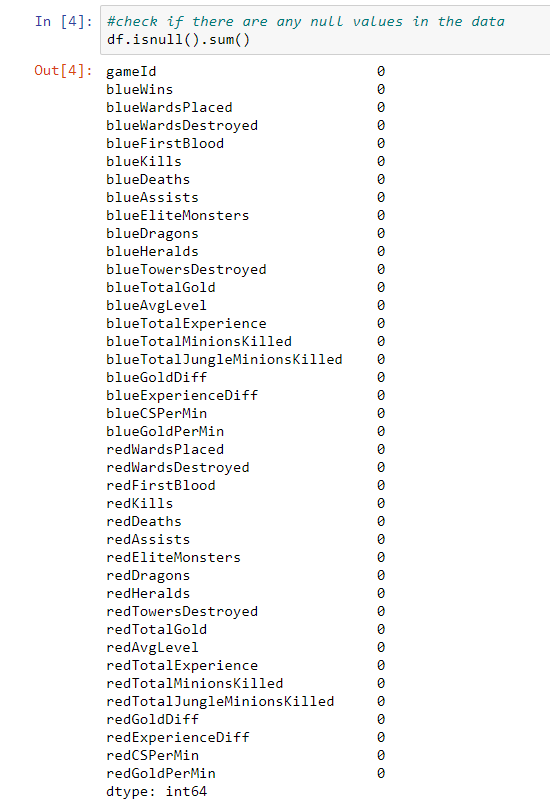 In [4]: #check if there are any null values in the data
df.isnull().sum()
Out[4]: gameId 0
blueWins 0
blueWardsPlaced 0
blueWardsDestroyed 0
blueFirstBlood 0
blueKills 0
blueDeaths 0
blueAssists 0
blueEliteMonsters 0
blueDragons 0
blueHeralds 0
blueTowersDestroyed 0
blueTotalGold 0
blueAvgLevel 0
blueTotalExperience 0
blueTotalMinionsKilled 0
blueTotalJungleMinionsKilled 0
blueGoldDiff 0
blueExperienceDiff 0
blueCSPerMin 0
blueGoldPerMin 0
redWardsPlaced 0
redWardsDestroyed 0
redFirstBlood 0
redKills 0
redDeaths 0
redAssists 0
redEliteMonsters 0
redDragons 0
redHeralds 0
redTowersDestroyed 0
redTotalGold 0
redAvgLevel 0
redTotalExperience 0
redTotalMinionsKilled 0
redTotalJungleMinionsKilled 0
redGoldDiff 0
redExperienceDiff 0
redCSPerMin 0
redGoldPerMin 0
dtype: int64